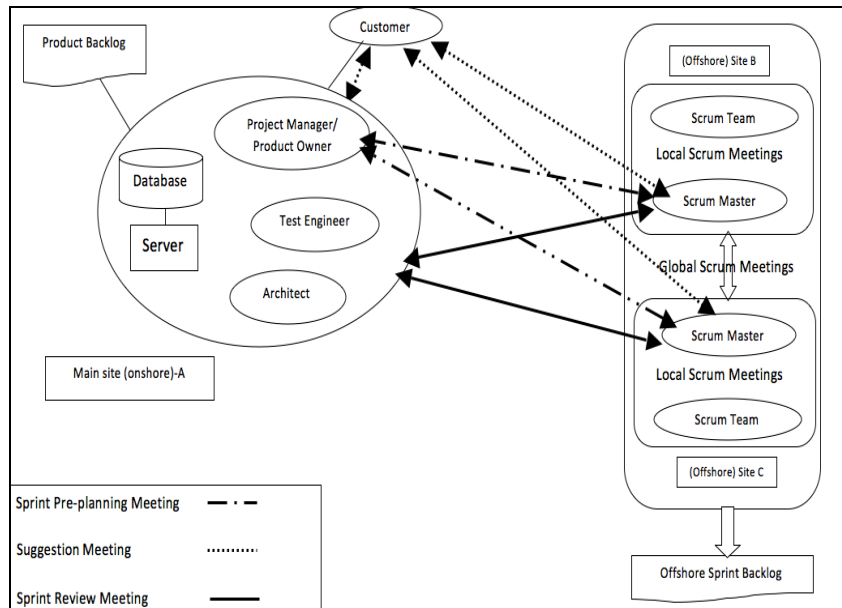 Customer
Product Backlog
(Offshore) Site B
Scrum Team
Local Scrum Meetings
Scrum Master
Project Manager/
Product Owner
Database
Server
Test Engineer
Architect
Global Scrum Meetings
Scrum Master
Local Scrum Meetings
Scrum Team
(Offshore) Site C
Main site (onshore)-A
Sprint Pre-planning Meeting
Suggestion Meeting
Sprint Review Meeting
Offshore Sprint Backlog